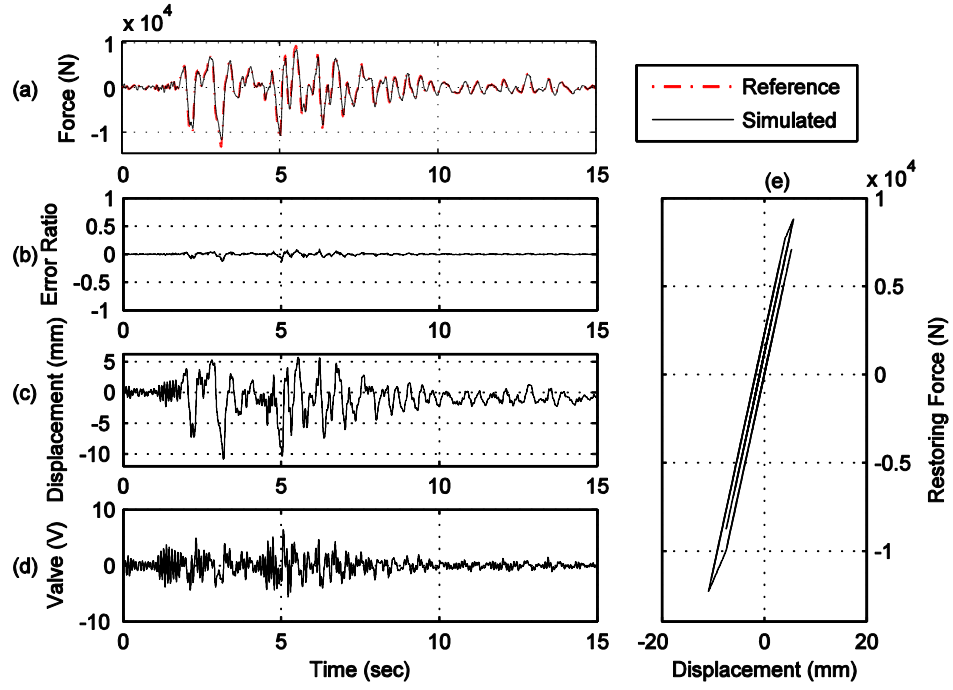 x 10^4
(a)
Force (N)
1
0
-1
0 5 10 15
Reference
Simulated
(b)
Error Ratio
1
0.5
0
-0.5
-1
0 5 10 15
(c)
Displacement (mm)
5
0
-5
-10
0 5 10 15
(d)
Valve (V)
10
0
-10
0 5 10 15
Time (sec)
(e)
x 10^4
1
0.5
0
-0.5
-1
Restoring Force (N)
-20 0 20
Displacement (mm)